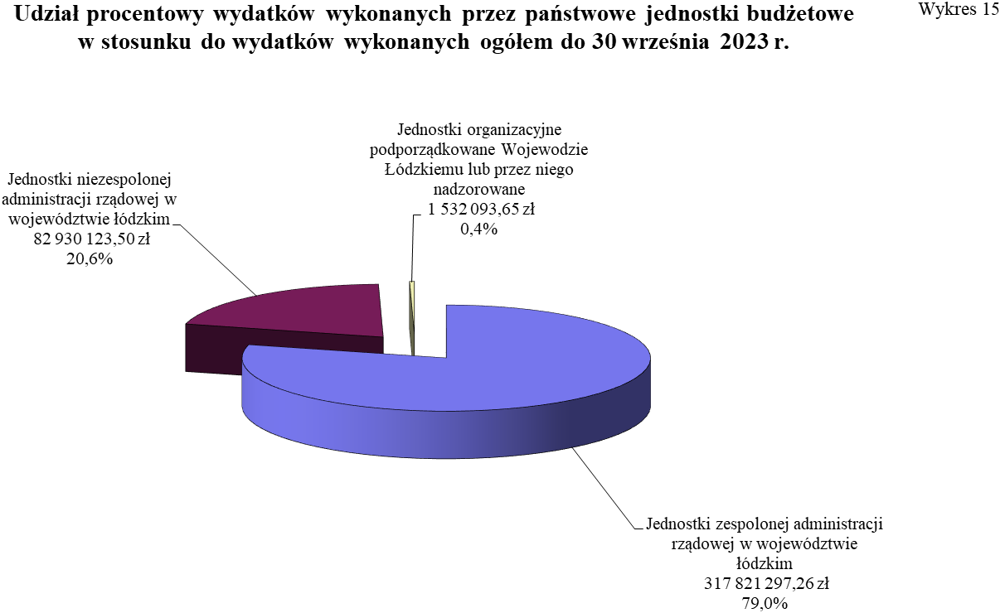 Udział procentowy wydatków wykonanych przez państwowe jednostki budżetowe
w stosunku do wydatków wykonanych ogółem do 30 września 2023 r.
Wykres 15
Jednostki organizacyjne
podporządkowane Wojewodzie
Łódzkiemu lub przez niego
nadzorowane
1 532 093,65 zł
0,4%
Jednostki niezespolonej
administracji rządowej w
województwie łódzkim
82 930 123,50 zł
20,6%
Jednostki zespolonej administracji
rządowej w województwie
łódzkim
317 821 297,26 zł
79,0%